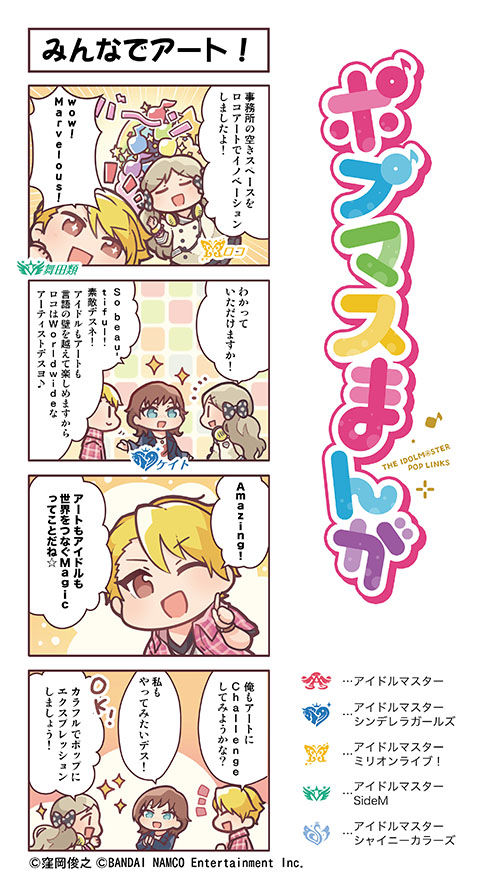 みんなでアート！
事務所の空きスペースを
ロコアートでイノベーション
しましたよ！
バーン
wow!
Marvelous!
ロコ
舞田類
わかって
いただけますか！
So beau-
tiful!
素敵デスネ！
アイドルもアートも
言語の壁を越えて楽しめますから
ロコはWorldwideな
アーティストデスヨ♪
ケイト
Amazing!
アートもアイドルも
世界をつなぐMagic
ってことだね☆
俺もアートに
Challenge
してみようかな？
私も
やってみたいデス！
OK!
カラフルでポップに
エクスプレッション
しましょう！
ポプマスまんが
THE IDOLM@STER
POP LINKS
…アイドルマスター
…アイドルマスター
シンデレラガールズ
…アイドルマスター
ミリオンライブ！
…アイドルマスター
SideM
…アイドルマスター
シャイニーカラーズ
©窪岡俊之 ©BANDAI NAMCO Entertainment Inc.